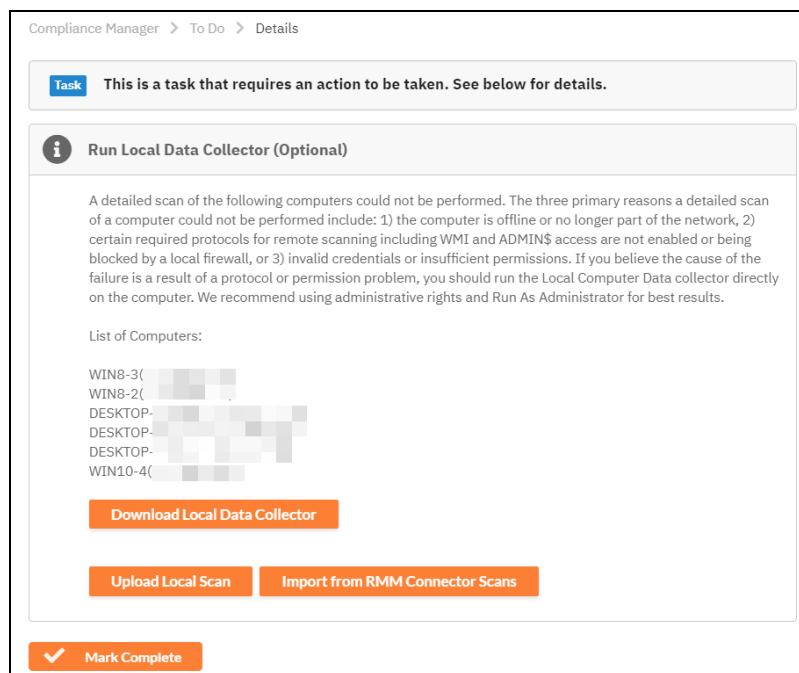 Compliance Manager > To Do > Details
Task This is a task that requires an action to be taken. See below for details.
Run Local Data Collector (Optional)
A detailed scan of the following computers could not be performed. The three primary reasons a detailed scan
of a computer could not be performed include: 1) the computer is offline or no longer part of the network, 2)
certain required protocols for remote scanning including WMI and ADMIN$ access are not enabled or being
blocked by a local firewall, or 3) invalid credentials or insufficient permissions. If you believe the cause of the
failure is a result of a protocol or permission problem, you should run the Local Computer Data collector directly
on the computer. We recommend using administrative rights and Run As Administrator for best results.
List of Computers:
WIN8-3(
WIN8-2(
DESKTOP-
DESKTOP-
DESKTOP-
WIN10-4(
Download Local Data Collector
Upload Local Scan Import from RMM Connector Scans
Mark Complete